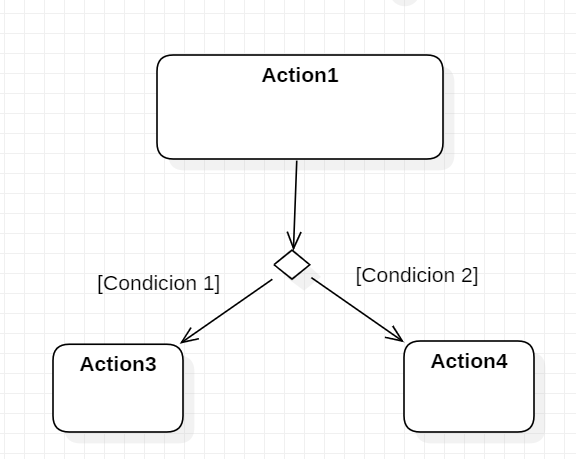 Action1
[Condicion 1]
[Condicion 2]
Action3
Action4